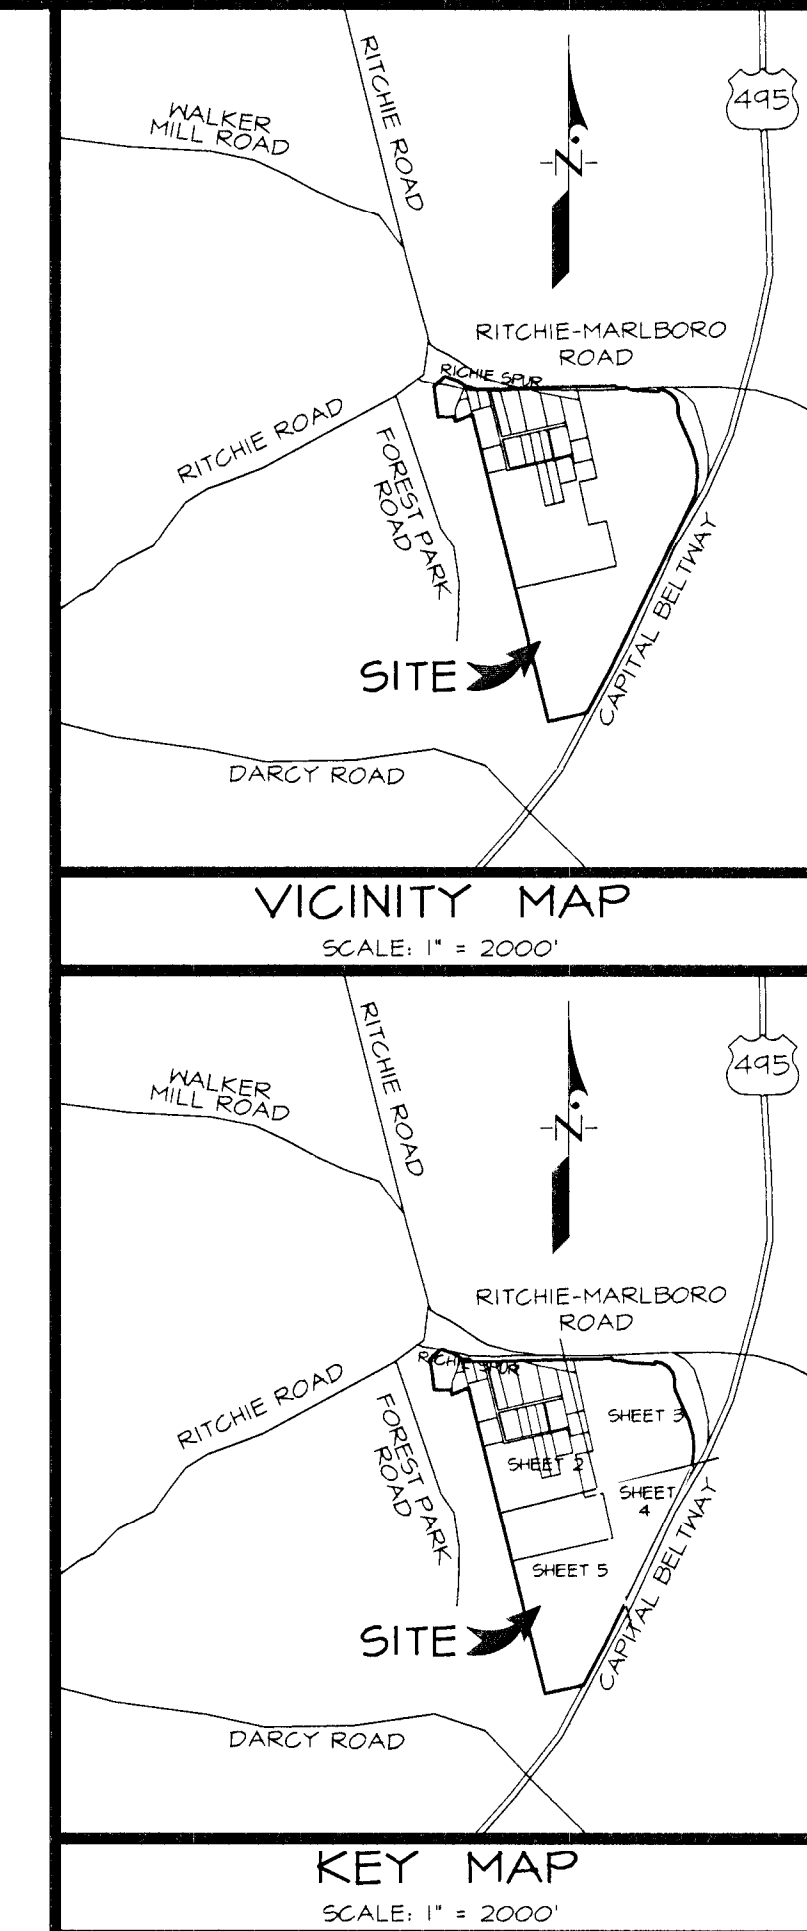 RITCHIE ROAD
495
WALKER
MILL ROAD
N
RITCHIE-MARLBORO
ROAD
RICHIE SPUR
RITCHIE ROAD
FOREST PARK
ROAD
CAPITAL BELTWAY
SITE
DARCY ROAD
VICINITY MAP
SCALE: 1" = 2000'
RITCHIE ROAD
495
WALKER
MILL ROAD
N
RITCHIE-MARLBORO
ROAD
RICHIE SPUR
RITCHIE ROAD
FOREST PARK
ROAD
SHEET 3
SHEET 2
SHEET
4
CAPITAL BELTWAY
SHEET 5
SITE
DARCY ROAD
KEY MAP
SCALE: 1" = 2000'